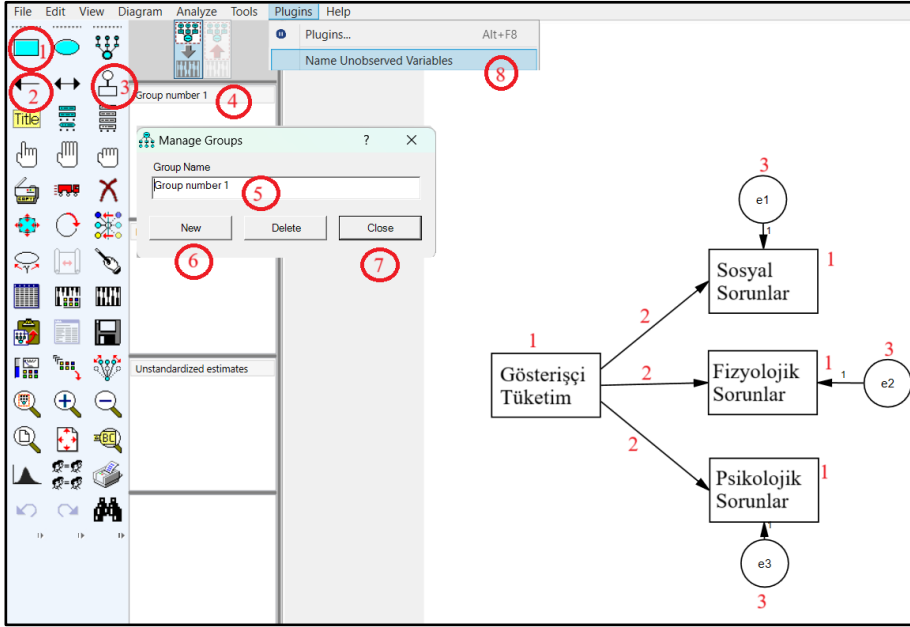 File Edit View Diagram Analyze Tools Plugins Help
Plugins... Alt+F8
Name Unobserved Variables
8
1
2
3
Group number 1
4
Title
Manage Groups ? X
Group Name
Group number 1
5
New Delete Close
6
7
Unstandardized estimates
3
e1
1
Sosyal
Sorunlar
1
2
1
Gösterişçi
Tüketim
2
Fizyolojik
Sorunlar
1
1
3
e2
2
Psikolojik
Sorunlar
1
1
e3
3